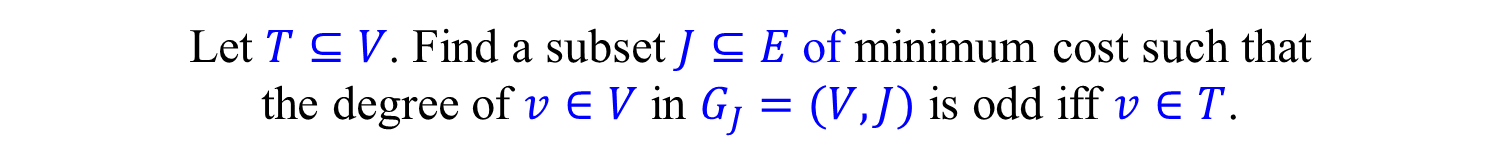 Let T ⊆ V. Find a subset J ⊆ E of minimum cost such that
the degree of v ∈ V in G_J = (V, J) is odd iff v ∈ T.